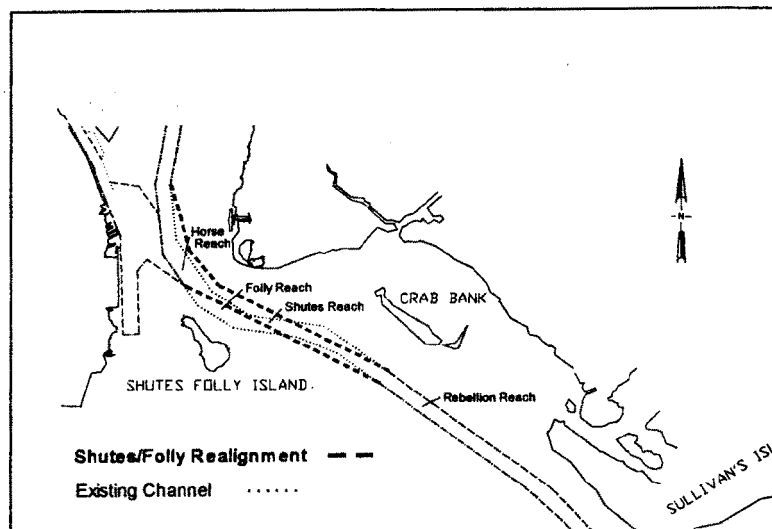 N
Horse
Reach
Folly Reach
Shutes Reach
CRAB BANK
SHUTES FOLLY ISLAND.
Rebellion Reach
Shutes/Folly Realignment
Existing Channel
SULLIVAN'S ISL